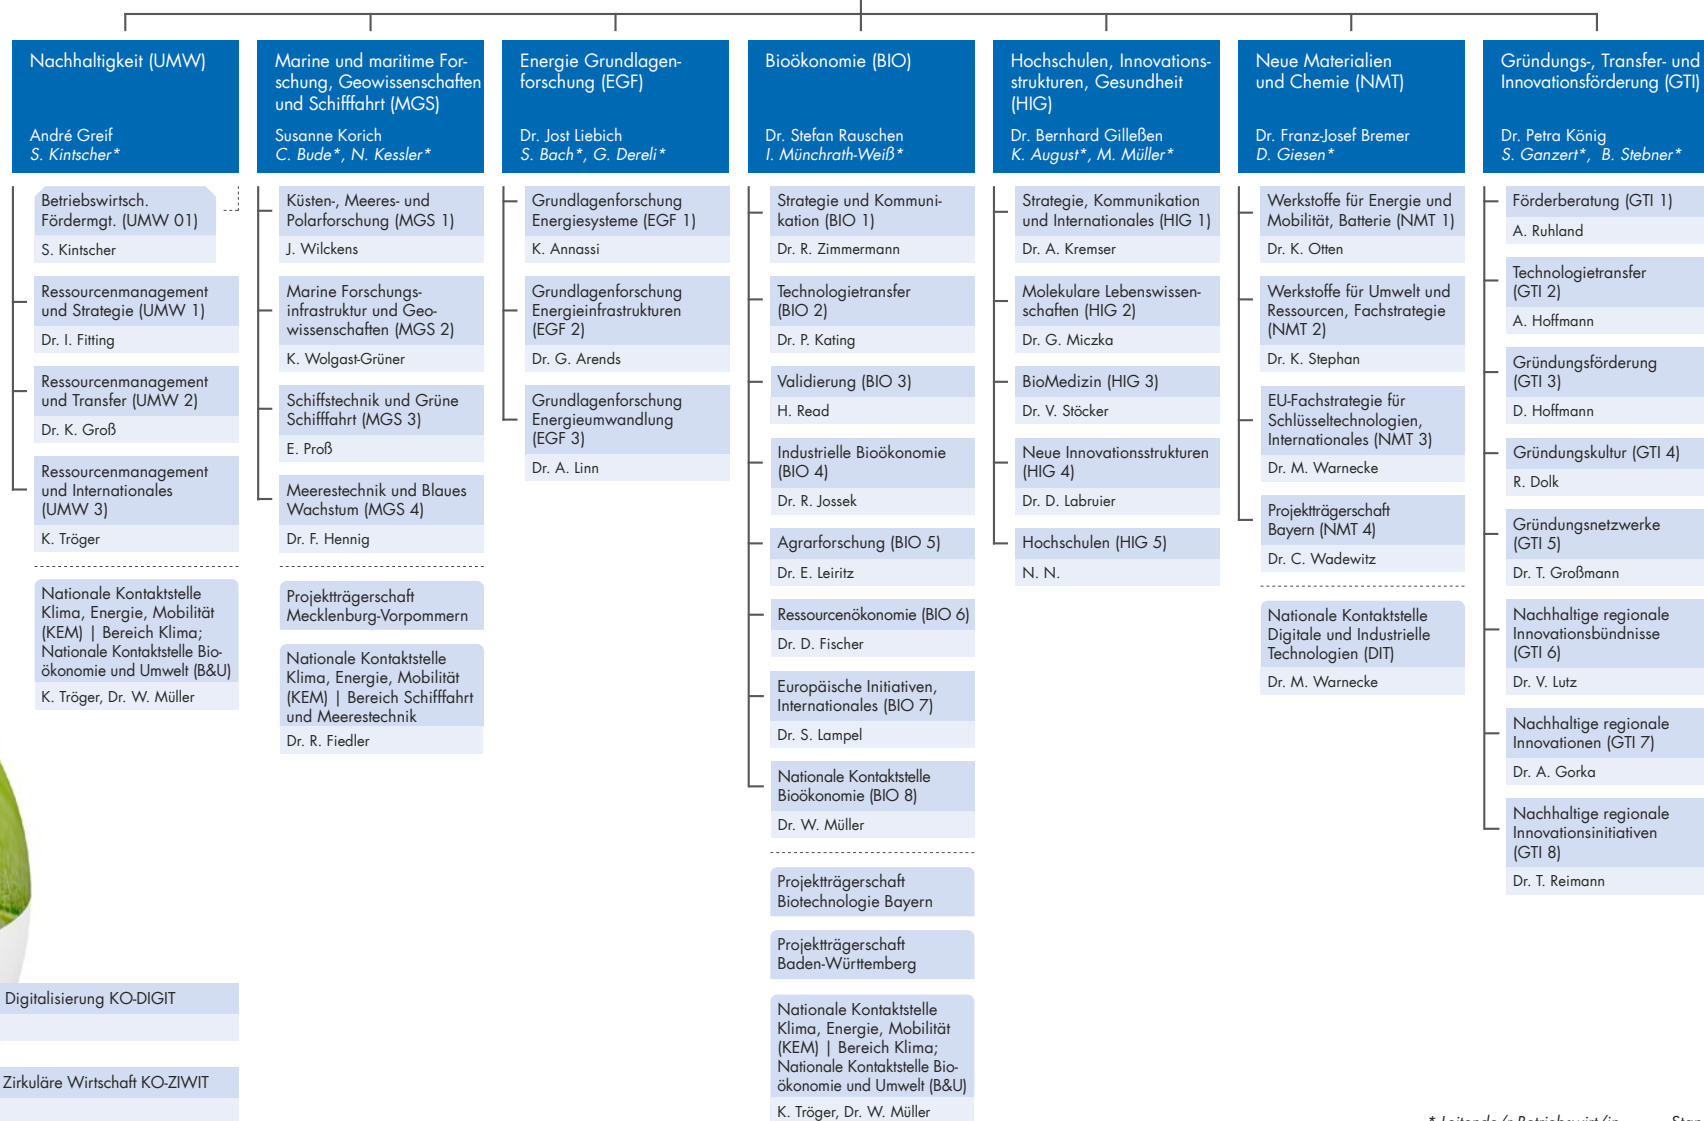 Nachhaltigkeit (UMW)
André Greif
S. Kintscher*
Betriebswirtsch.
Fördermgt. (UMW 01)
S. Kintscher
Ressourcenmanagement
und Strategie (UMW 1)
Dr. I. Fitting
Ressourcenmanagement
und Transfer (UMW 2)
Dr. K. Groß
Ressourcenmanagement
und Internationales
(UMW 3)
K. Tröger
Nationale Kontaktstelle
Klima, Energie, Mobilität
(KEM) | Bereich Klima;
Nationale Kontaktstelle Bio-
ökonomie und Umwelt (B&U)
K. Tröger, Dr. W. Müller
Digitalisierung KO-DIGIT
Zirkuläre Wirtschaft KO-ZIWIT
Marine und maritime For-
schung, Geowissenschaften
und Schifffahrt (MGS)
Susanne Korich
C. Bude*, N. Kessler*
Küsten-, Meeres- und
Polarforschung (MGS 1)
J. Wilckens
Marine Forschungs-
infrastruktur und Geo-
wissenschaften (MGS 2)
K. Wolgast-Grüner
Schiffstechnik und Grüne
Schifffahrt (MGS 3)
E. Proß
Meerestechnik und Blaues
Wachstum (MGS 4)
Dr. F. Hennig
Projektträgerschaft
Mecklenburg-Vorpommern
Nationale Kontaktstelle
Klima, Energie, Mobilität
(KEM) | Bereich Schifffahrt
und Meerestechnik
Dr. R. Fiedler
Energie Grundlagen-
forschung (EGF)
Dr. Jost Liebich
S. Bach*, G. Dereli*
Grundlagenforschung
Energiesysteme (EGF 1)
K. Annassi
Grundlagenforschung
Energieinfrastrukturen
(EGF 2)
Dr. G. Arends
Grundlagenforschung
Energieumwandlung
(EGF 3)
Dr. A. Linn
Bioökonomie (BIO)
Dr. Stefan Rauschen
I. Münchrath-Weiß*
Strategie und Kommuni-
kation (BIO 1)
Dr. R. Zimmermann
Technologietransfer
(BIO 2)
Dr. P. Kating
Validierung (BIO 3)
H. Read
Industrielle Bioökonomie
(BIO 4)
Dr. R. Jossek
Agrarforschung (BIO 5)
Dr. E. Leiritz
Ressourcenökonomie (BIO 6)
Dr. D. Fischer
Europäische Initiativen,
Internationales (BIO 7)
Dr. S. Lampel
Nationale Kontaktstelle
Bioökonomie (BIO 8)
Dr. W. Müller
Projektträgerschaft
Biotechnologie Bayern
Projektträgerschaft
Baden-Württemberg
Nationale Kontaktstelle
Klima, Energie, Mobilität
(KEM) | Bereich Klima;
Nationale Kontaktstelle Bio-
ökonomie und Umwelt (B&U)
K. Tröger, Dr. W. Müller
Hochschulen, Innovations-
strukturen, Gesundheit
(HIG)
Dr. Bernhard Gilleßen
K. August*, M. Müller*
Strategie, Kommunikation
und Internationales (HIG 1)
Dr. A. Kremser
Molekulare Lebenswissen-
schaften (HIG 2)
Dr. G. Miczka
BioMedizin (HIG 3)
Dr. V. Stöcker
Neue Innovationsstrukturen
(HIG 4)
Dr. D. Labruier
Hochschulen (HIG 5)
N. N.
Neue Materialien
und Chemie (NMT)
Dr. Franz-Josef Bremer
D. Giesen*
Werkstoffe für Energie und
Mobilität, Batterie (NMT 1)
Dr. K. Otten
Werkstoffe für Umwelt und
Ressourcen, Fachstrategie
(NMT 2)
Dr. K. Stephan
EU-Fachstrategie für
Schlüsseltechnologien,
Internationales (NMT 3)
Dr. M. Warnecke
Projektträgerschaft
Bayern (NMT 4)
Dr. C. Wadewitz
Nationale Kontaktstelle
Digitale und Industrielle
Technologien (DIT)
Dr. M. Warnecke
Gründungs-, Transfer- und
Innovationsförderung (GTI)
Dr. Petra König
S. Ganzert*, B. Stebner*
Förderberatung (GTI 1)
A. Ruhland
Technologietransfer
(GTI 2)
A. Hoffmann
Gründungsförderung
(GTI 3)
D. Hoffmann
Gründungskultur (GTI 4)
R. Dolk
Gründungsnetzwerke
(GTI 5)
Dr. T. Großmann
Nachhaltige regionale
Innovationsbündnisse
(GTI 6)
Dr. V. Lutz
Nachhaltige regionale
Innovationen (GTI 7)
Dr. A. Gorka
Nachhaltige regionale
Innovationsinitiativen
(GTI 8)
Dr. T. Reimann